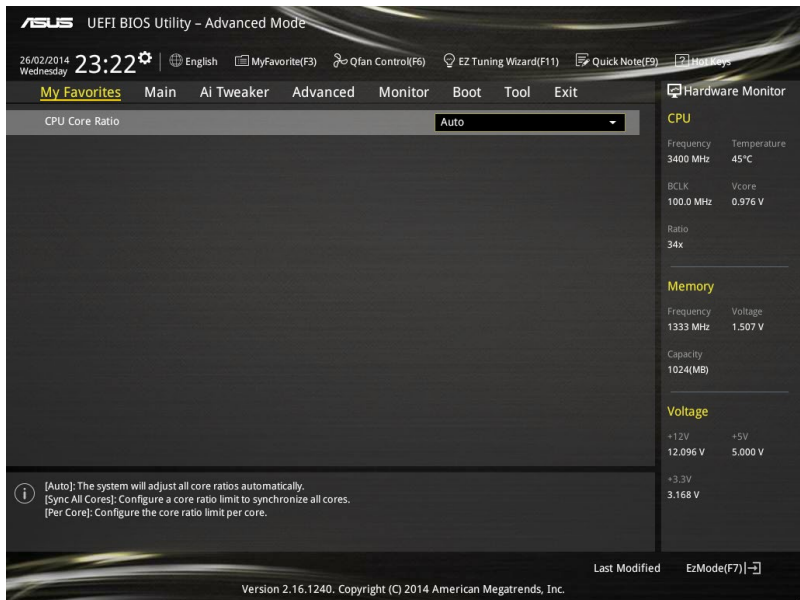 ASUS UEFI BIOS Utility – Advanced Mode
26/02/2014
Wednesday
23:22
English
MyFavorite(F3)
Qfan Control(F6)
EZ Tuning Wizard(F11)
Quick Note(F9)
? Hot Keys
My Favorites Main Ai Tweaker Advanced Monitor Boot Tool Exit
CPU Core Ratio
Auto
Hardware Monitor
CPU
Frequency Temperature
3400 MHz 45°C
BCLK Vcore
100.0 MHz 0.976 V
Ratio
34x
Memory
Frequency Voltage
1333 MHz 1.507 V
Capacity
1024(MB)
Voltage
+12V +5V
12.096 V 5.000 V
+3.3V
3.168 V
[Auto]: The system will adjust all core ratios automatically.
[Sync All Cores]: Configure a core ratio limit to synchronize all cores.
[Per Core]: Configure the core ratio limit per core.
Last Modified
EzMode(F7)
Version 2.16.1240. Copyright (C) 2014 American Megatrends, Inc.